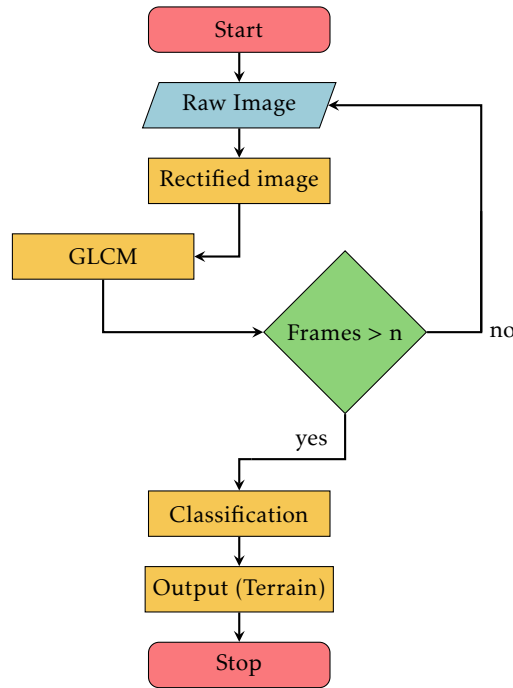 Start
Raw Image
Rectified image
GLCM
Frames > n
no
yes
Classification
Output (Terrain)
Stop